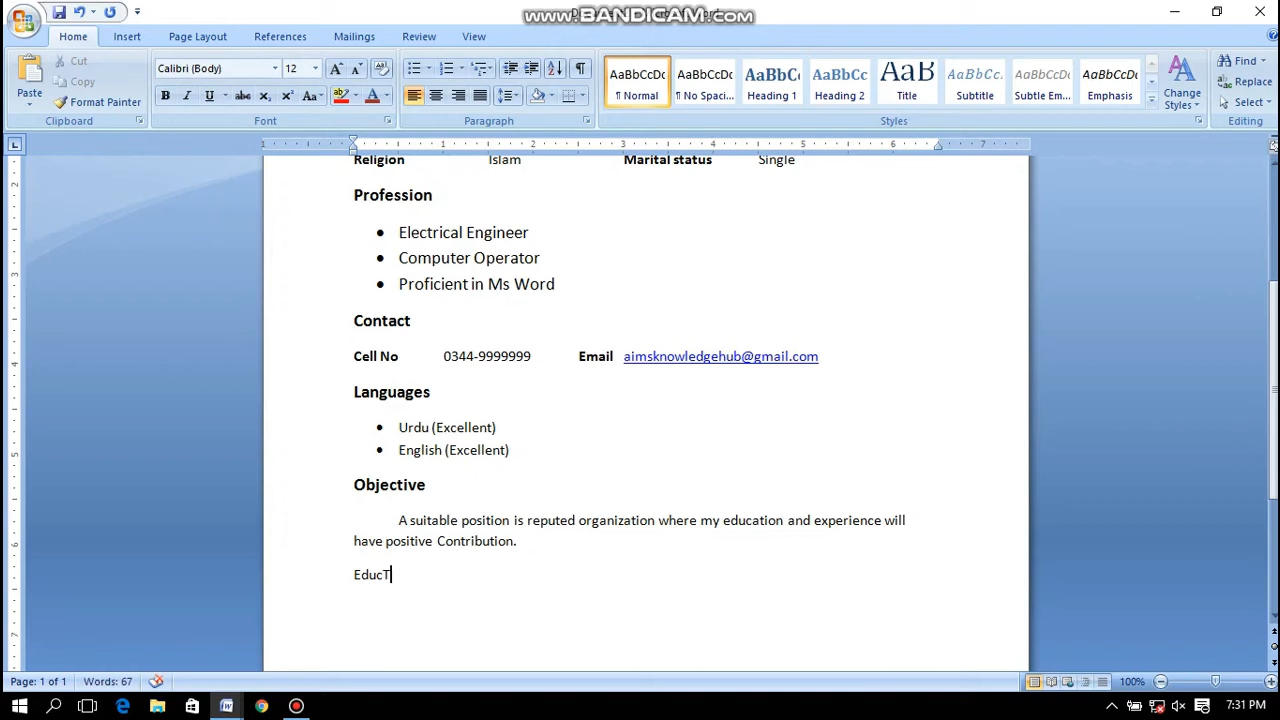 www.BANDICAM.com
Home Insert Page Layout References Mailings Review View
Cut
Copy
Format Painter
Paste
Clipboard
Calibri (Body) 12
Font
Paragraph
AaBbCcDc AaBbCcDc AaBbC AaBbCc AaB AaBbCc. AaBbCcDc AaBbCcDc
¶ Normal ¶ No Spaci... Heading 1 Heading 2 Title Subtitle Subtle Em... Emphasis
Change Styles
Styles
Find
Replace
Select
Editing
Religion Islam Marital status Single
Profession
• Electrical Engineer
• Computer Operator
• Proficient in Ms Word
Contact
Cell No 0344-9999999 Email aimsknowledgehub@gmail.com
Languages
• Urdu (Excellent)
• English (Excellent)
Objective
A suitable position is reputed organization where my education and experience will
have positive Contribution.
EducT
Page: 1 of 1 Words: 67 100%
7:31 PM